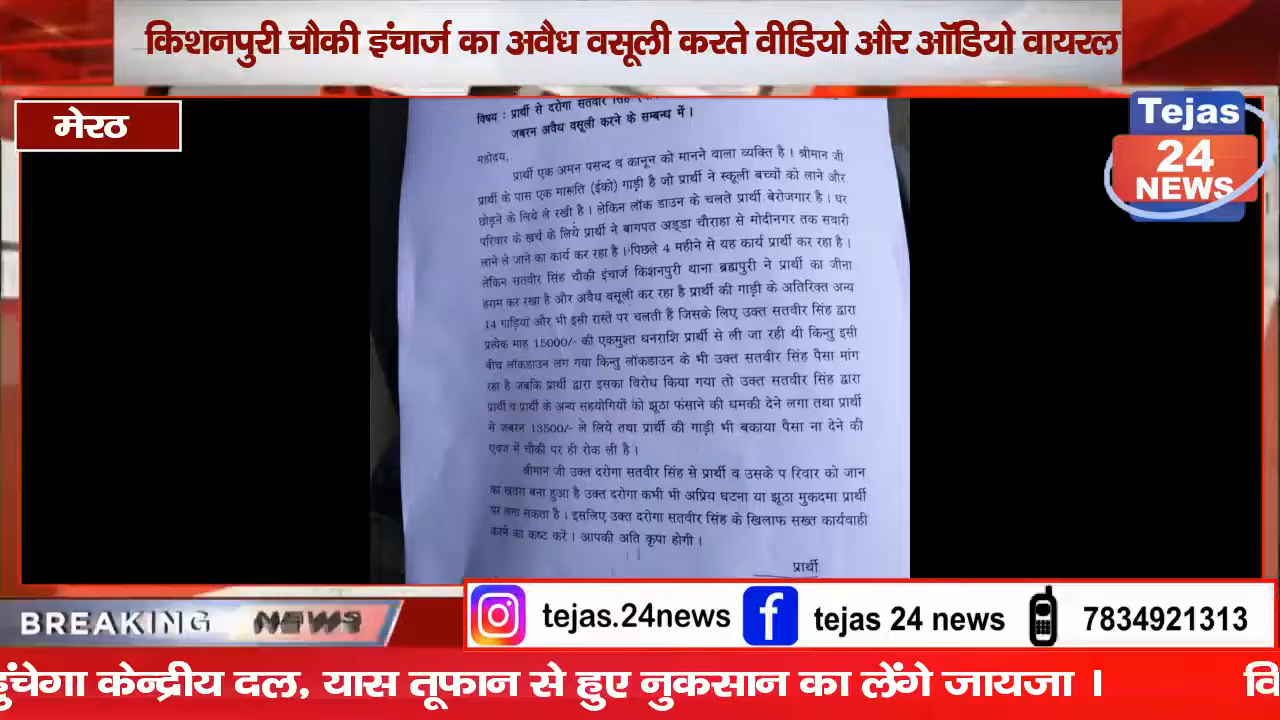 किशनपुरी चौकी इंचार्ज का अवैध वसूली करते वीडियो और ऑडियो वायरल
मेरठ
Tejas
24
NEWS
विषय : प्रार्थी से दरोगा सतवीर सिंह
जबरन अवैध वसूली करने के सम्बन्ध में ।
महोदय,
प्रार्थी एक अमन पसन्द व कानून को मानने वाला व्यक्ति है । श्रीमान जी
प्रार्थी के पास एक मारूति (ईको) गाड़ी है जो प्रार्थी ने स्कूली बच्चों को लाने और
छोड़ने के लिये ले रखी है । लेकिन लॉक डाउन के चलते प्रार्थी बेरोजगार है । घर
परिवार के खर्च के लिये प्रार्थी ने बागपत अड्डा चौराहा से मोदीनगर तक सवारी
लाने ले जाने का कार्य कर रहा है । पिछले 4 महीने से यह कार्य प्रार्थी कर रहा है ।
लेकिन सतवीर सिंह चौकी इंचार्ज किशनपुरी थाना ब्रह्मपुरी ने प्रार्थी का जीना
हराम कर रखा है और अवैध वसूली कर रहा है प्रार्थी की गाड़ी के अतिरिक्त अन्य
14 गाड़िया और भी इसी रास्ते पर चलती है जिसके लिए उक्त सतवीर सिंह द्वारा
प्रत्येक माह 15000/- की एकमुश्त धनराशि प्रार्थी से ली जा रही थी किन्तु इसी
बीच लॉकडाउन लग गया किन्तु लॉकडाउन के भी उक्त सतवीर सिंह पैसा मांग
रहा है जबकि प्रार्थी द्वारा इसका विरोध किया गया तो उक्त सतवीर सिंह द्वारा
प्रार्थी व प्रार्थी के अन्य सहयोगियों को झूठा फंसाने की धमकी देने लगा तथा प्रार्थी
से जबरन 13500/- ले लिये तथा प्रार्थी की गाड़ी भी बकाया पैसा ना देने की
एवज में चौकी पर ही रोक ली है ।
श्रीमान जी उक्त दरोगा सतवीर सिंह से प्रार्थी व उसके प रिवार को जान
का खतरा बना हुआ है उक्त दरोगा कभी भी अप्रिय घटना या झूठा मुकदमा प्रार्थी
पर लगा सकता है । इसलिए उक्त दरोगा सतवीर सिंह के खिलाफ सख्त कार्यवाही
करने का कष्ट करें । आपकी अति कृपा होगी ।
प्रार्थी
BREAKING NEWS
tejas.24news
tejas 24 news
7834921313
केन्द्रीय दल, यास तूफान से हुए नुकसान का लेंगे जायजा ।